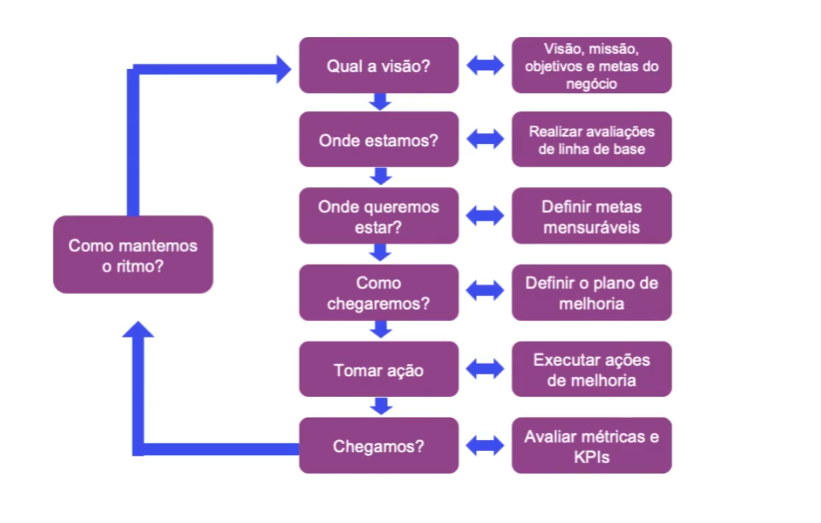 Qual a visão?
Visão, missão,
objetivos e metas do
negócio
Onde estamos?
Realizar avaliações
de linha de base
Onde queremos
estar?
Definir metas
mensuráveis
Como mantemos
o ritmo?
Como
chegaremos?
Definir o plano de
melhoria
Tomar ação
Executar ações
de melhoria
Chegamos?
Avaliar métricas e
KPIs